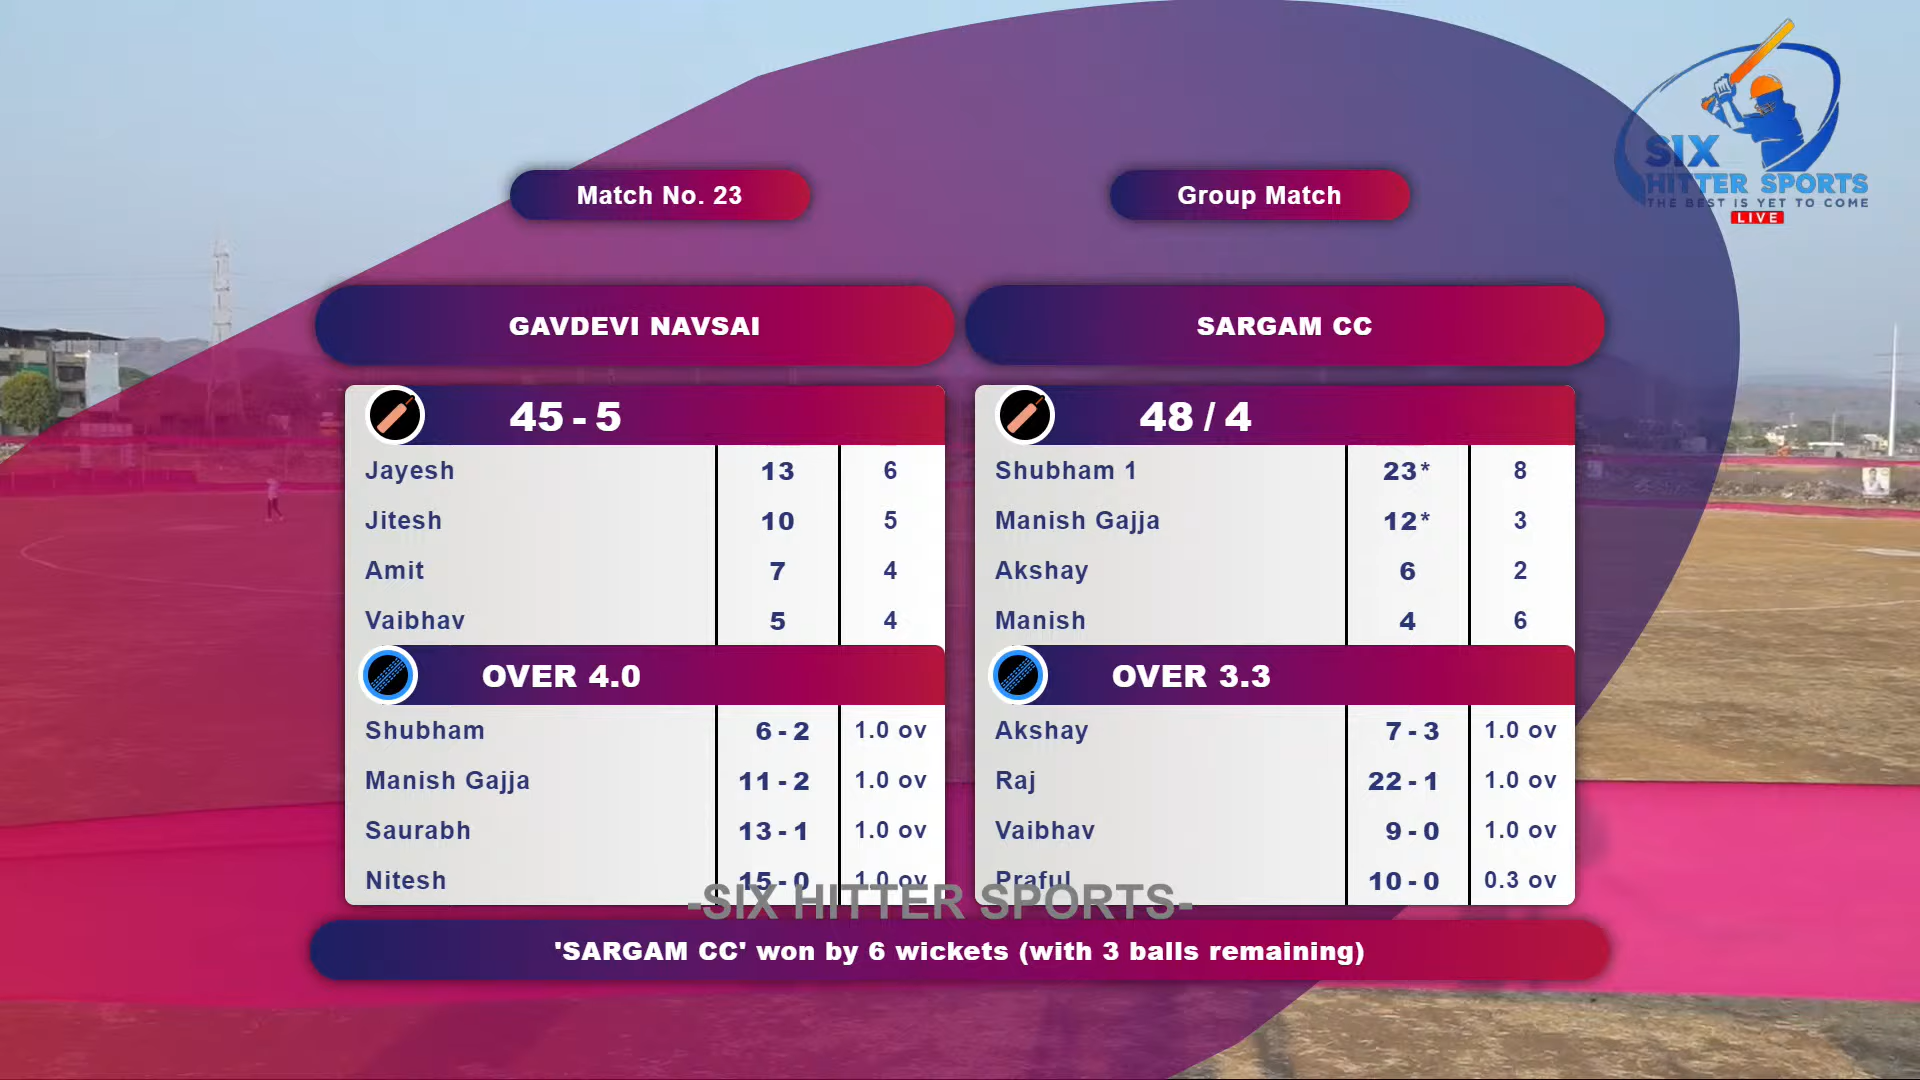 SIX
HITTER SPORTS
THE BEST IS YET TO COME
LIVE
Match No. 23
Group Match
GAVDEVI NAVSAI
SARGAM CC
45 - 5
Jayesh 13 6
Jitesh 10 5
Amit 7 4
Vaibhav 5 4
OVER 4.0
Shubham 6 - 2 1.0 ov
Manish Gajja 11 - 2 1.0 ov
Saurabh 13 - 1 1.0 ov
Nitesh 15 - 0 1.0 ov
48 / 4
Shubham 1 23* 8
Manish Gajja 12* 3
Akshay 6 2
Manish 4 6
OVER 3.3
Akshay 7 - 3 1.0 ov
Raj 22 - 1 1.0 ov
Vaibhav 9 - 0 1.0 ov
Praful 10 - 0 0.3 ov
-SIX HITTER SPORTS-
'SARGAM CC' won by 6 wickets (with 3 balls remaining)